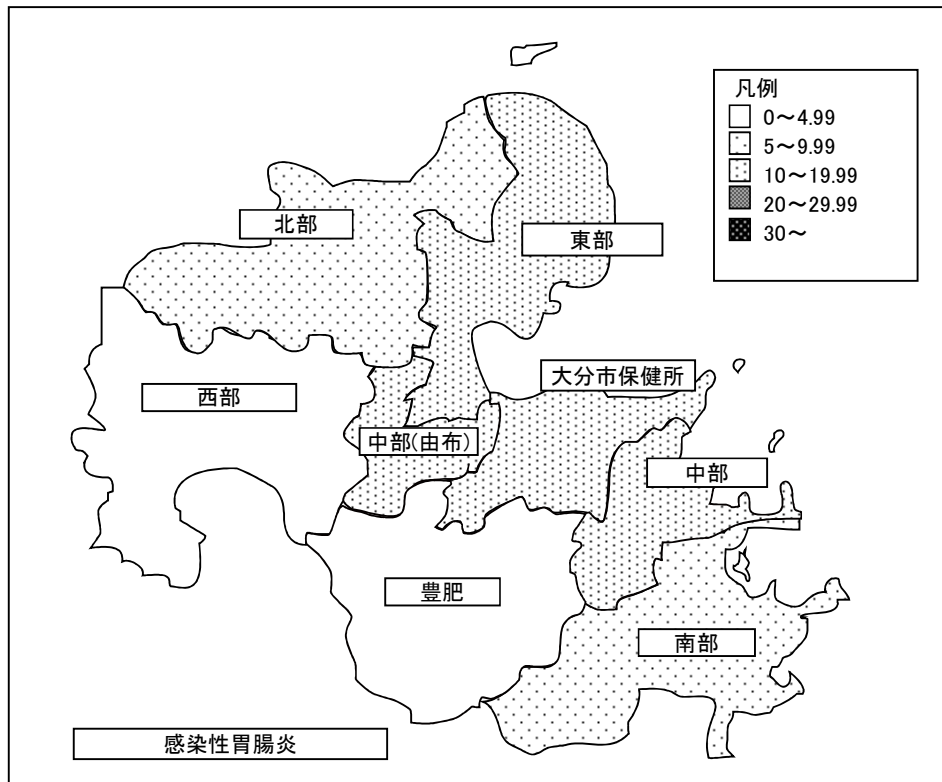 凡例
0～4.99
5～9.99
10～19.99
20～29.99
30～
北部
東部
大分市保健所
西部
中部(由布)
中部
豊肥
南部
感染性胃腸炎